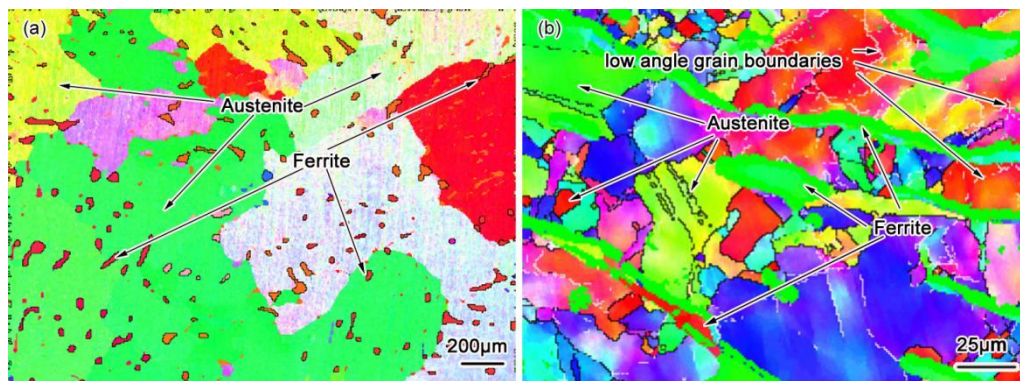 (a)
Austenite
Ferrite
200μm
(b)
low angle grain boundaries
Austenite
Ferrite
25μm